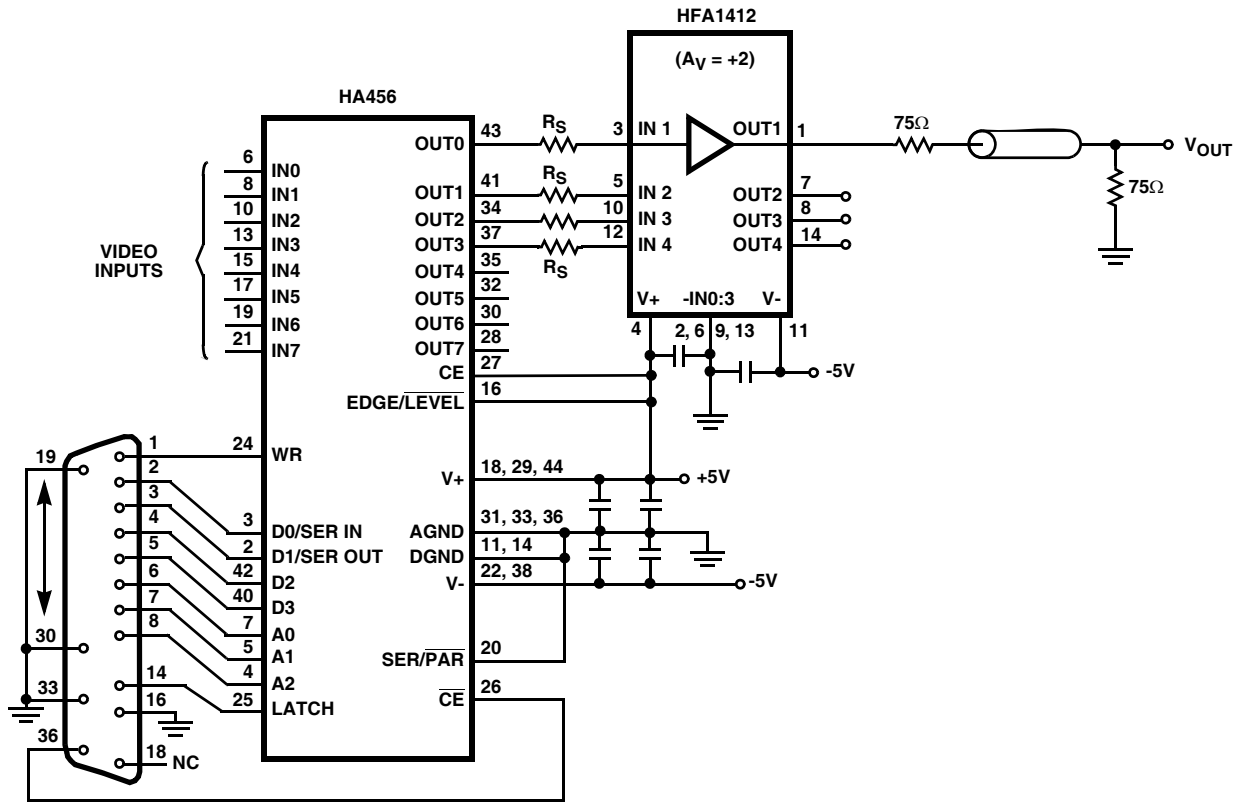 HFA1412
(AV = +2)
HA456
OUT0 43 RS 3 IN 1 OUT1 1 75Ω VOUT
75Ω
VIDEO
INPUTS
6 IN0
8 IN1
10 IN2
13 IN3
15 IN4
17 IN5
19 IN6
21 IN7
OUT1 41 RS 5 IN 2 OUT2 7
OUT2 34 10 IN 3 OUT3 8
OUT3 37 RS 12 IN 4 OUT4 14
OUT4 35
OUT5 32
OUT6 30
OUT7 28
V+ -IN0:3 V-
4 2, 6 9, 13 11
-5V
CE 27
EDGE/LEVEL 16
V+ 18, 29, 44 +5V
AGND 31, 33, 36
DGND 11, 14
V- 22, 38 -5V
SER/PAR 20
CE 26
19 1 24 WR
2 3 D0/SER IN
3 2 D1/SER OUT
4 42 D2
5 40 D3
6 7 A0
7 5 A1
30 8 4 A2
33 14 25 LATCH
16
36 18 NC